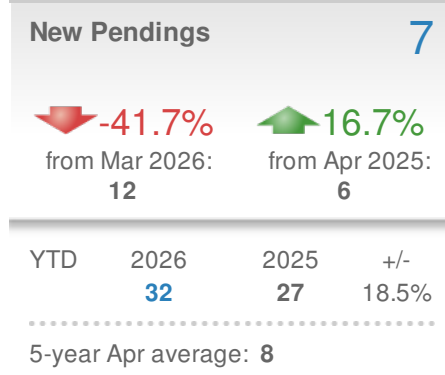 New Pendings 7
-41.7% 16.7%
from Mar 2026: from Apr 2025:
12 6
YTD 2026 2025 +/-
32 27 18.5%
5-year Apr average: 8